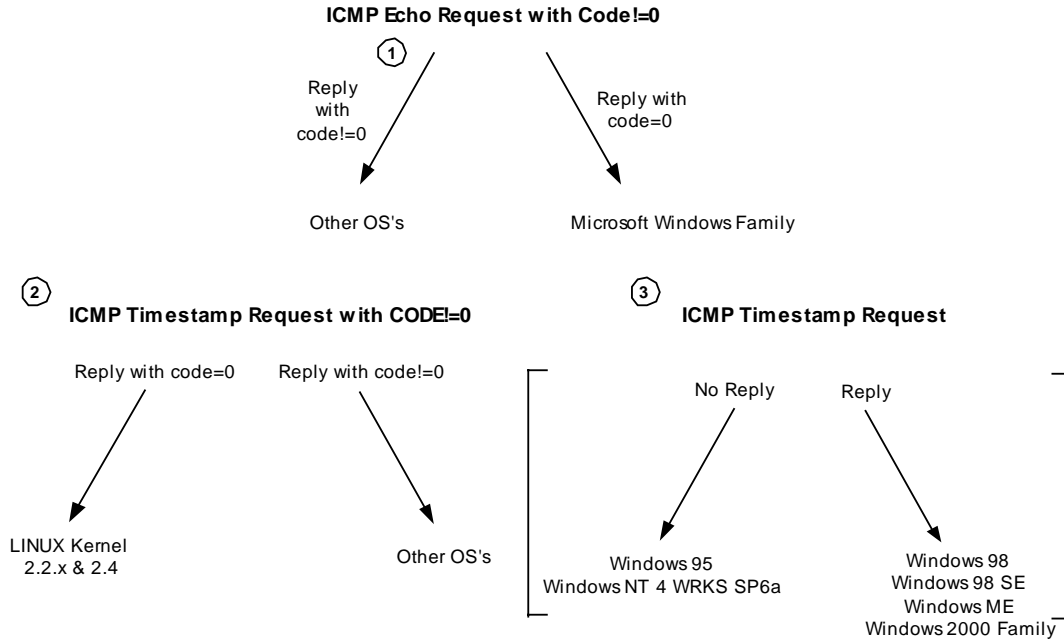 ICMP Echo Request with Code!=0
1
Reply
with
code!=0
Reply with
code=0
Other OS's
Microsoft Windows Family
2
ICMP Timestamp Request with CODE!=0
Reply with code=0
Reply with code!=0
LINUX Kernel
2.2.x & 2.4
Other OS's
3
ICMP Timestamp Request
No Reply
Reply
Windows 95
Windows NT 4 WRKS SP6a
Windows 98
Windows 98 SE
Windows ME
Windows 2000 Family